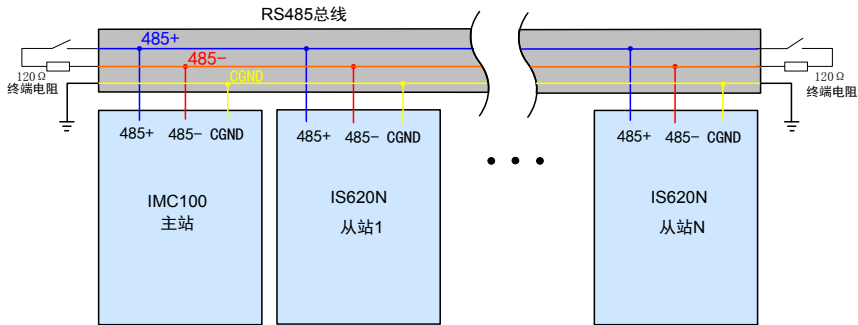 RS485总线
485+
485-
CGND
120Ω
终端电阻
120Ω
终端电阻
485+ 485- CGND
485+ 485- CGND
485+ 485- CGND
IMC100
主站
IS620N
从站1
IS620N
从站N